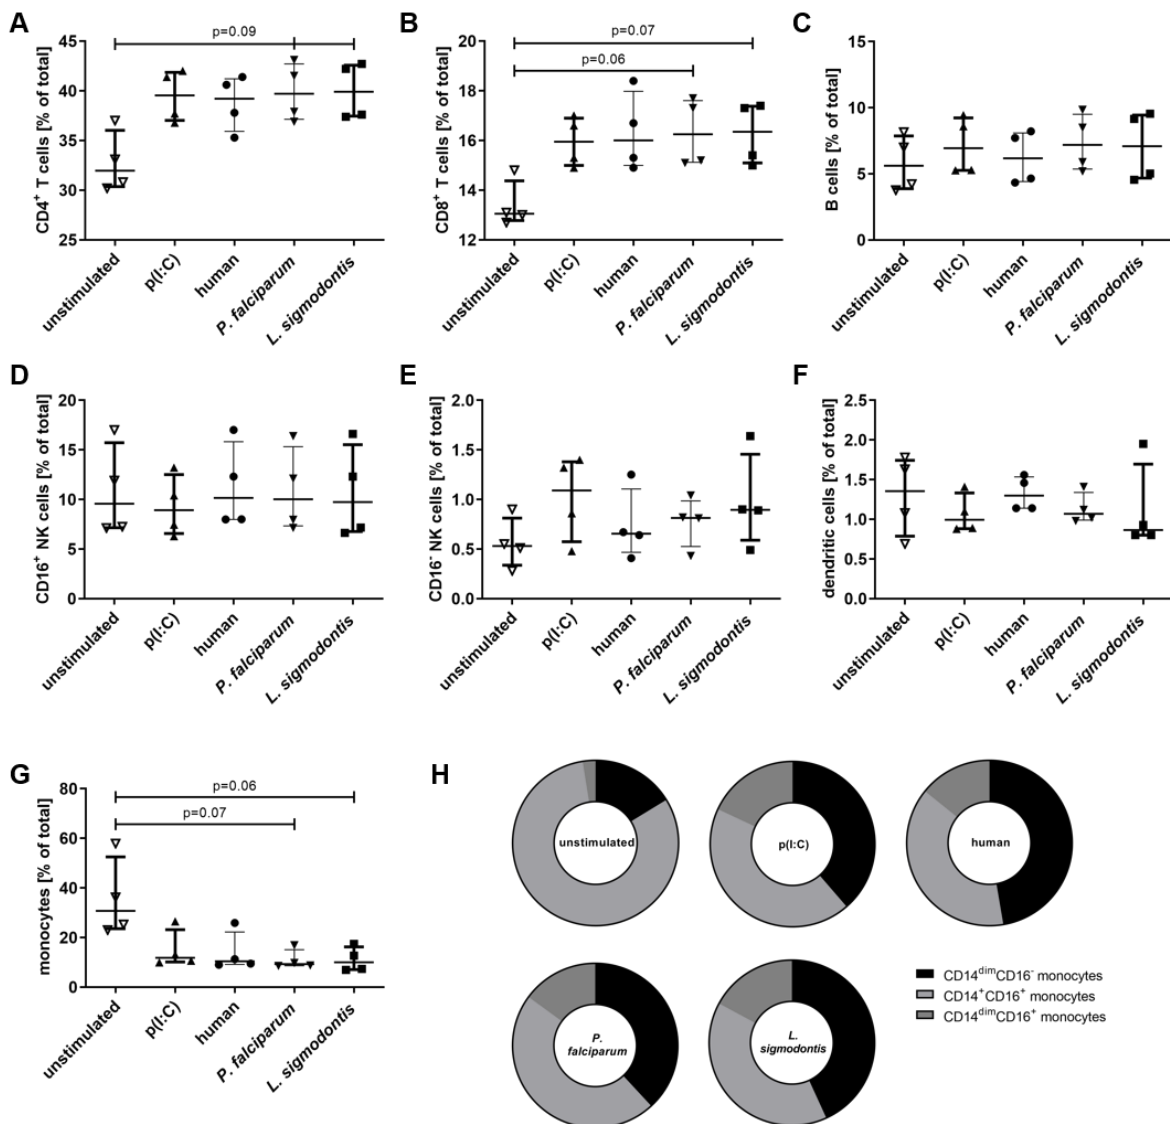 A
CD4+ T cells [% of total]
45
40
35
30
25
p=0.09
unstimulated
p(I:C)
human
P. falciparum
L. sigmodontis
B
CD8+ T cells [% of total]
20
18
16
14
12
p=0.07
p=0.06
unstimulated
p(I:C)
human
P. falciparum
L. sigmodontis
C
B cells [% of total]
15
10
5
0
unstimulated
p(I:C)
human
P. falciparum
L. sigmodontis
D
CD16+ NK cells [% of total]
20
15
10
5
0
unstimulated
p(I:C)
human
P. falciparum
L. sigmodontis
E
CD16- NK cells [% of total]
2.0
1.5
1.0
0.5
0.0
unstimulated
p(I:C)
human
P. falciparum
L. sigmodontis
F
dendritic cells [% of total]
2.5
2.0
1.5
1.0
0.5
0.0
unstimulated
p(I:C)
human
P. falciparum
L. sigmodontis
G
monocytes [% of total]
80
60
40
20
0
p=0.06
p=0.07
unstimulated
p(I:C)
human
P. falciparum
L. sigmodontis
H
unstimulated
p(I:C)
human
P.
falciparum
L.
sigmodontis
CD14dimCD16- monocytes
CD14+CD16+ monocytes
CD14dimCD16+ monocytes